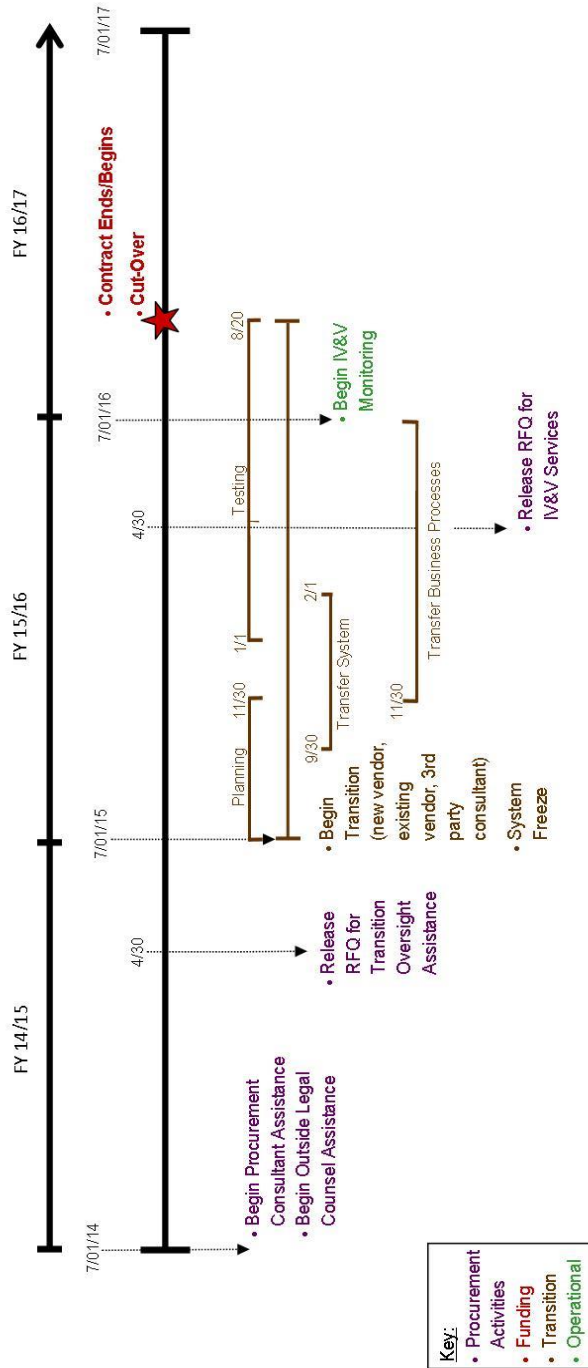 FY 14/15
FY 15/16
FY 16/17
7/01/14
4/30
7/01/15
4/30
7/01/16
7/01/17
• Contract Ends/Begins
• Cut-Over
• Begin Procurement
Consultant Assistance
• Begin Outside Legal
Counsel Assistance
• Release
RFQ for
Transition
Oversight
Assistance
Planning
11/30
1/1
Testing
8/20
• Begin
Transition
(new vendor,
existing
vendor, 3rd
party
consultant)
• System
Freeze
9/30
Transfer System
2/1
11/30
Transfer Business Processes
• Begin IV&V
Monitoring
• Release RFQ for
IV&V Services
Key:
• Procurement
Activities
• Funding
• Transition
• Operational